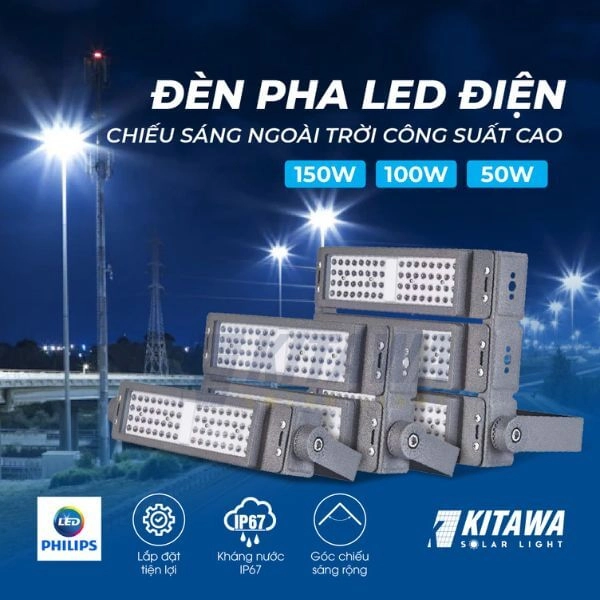 ĐÈN PHA LED ĐIỆN
CHIẾU SÁNG NGOÀI TRỜI CÔNG SUẤT CAO
150W 100W 50W
LED
PHILIPS
Lắp đặt
tiện lợi
IP67
Kháng nước
IP67
Góc chiếu
sáng rộng
KITAWA
SOLAR LIGHT